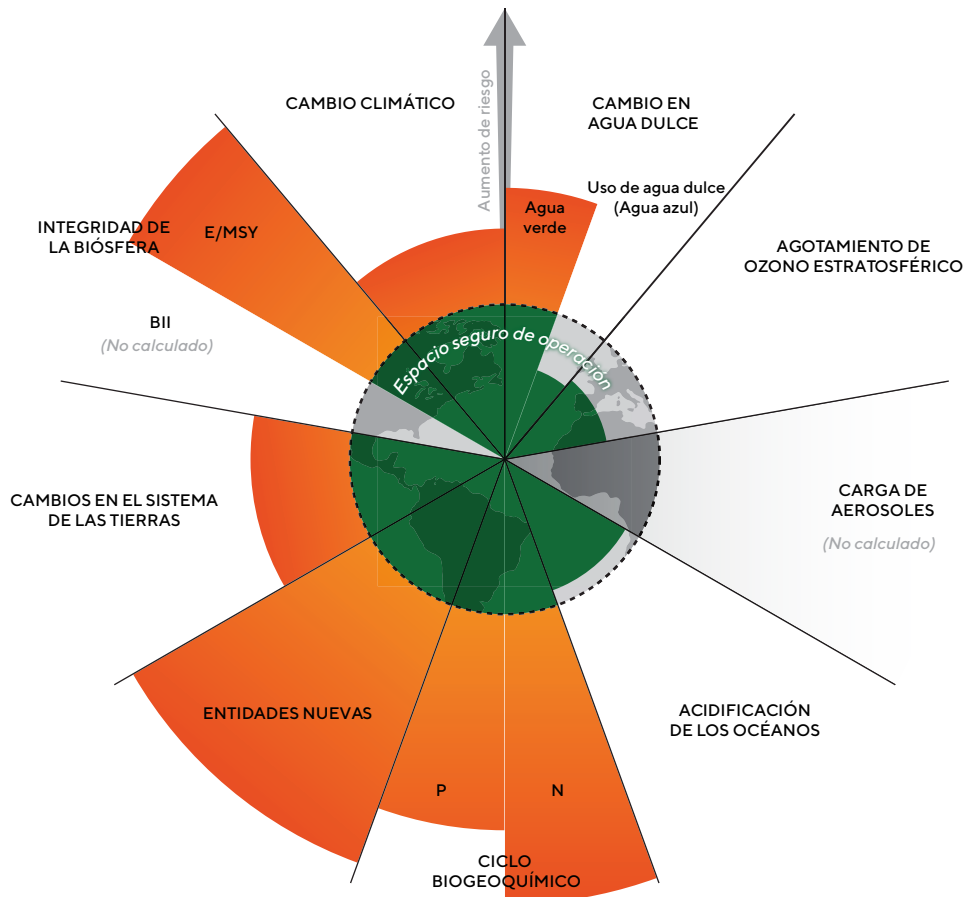 Aumento de riesgo
CAMBIO CLIMÁTICO
CAMBIO EN
AGUA DULCE
Uso de agua dulce
(Agua azul)
Agua
verde
AGOTAMIENTO DE
OZONO ESTRATOSFÉRICO
INTEGRIDAD DE
LA BIÓSFERA
E/MSY
BII
(No calculado)
Espacio seguro de operación
CAMBIOS EN EL SISTEMA
DE LAS TIERRAS
CARGA DE
AEROSOLES
(No calculado)
ENTIDADES NUEVAS
ACIDIFICACIÓN
DE LOS OCÉANOS
P
N
CICLO
BIOGEOQUÍMICO